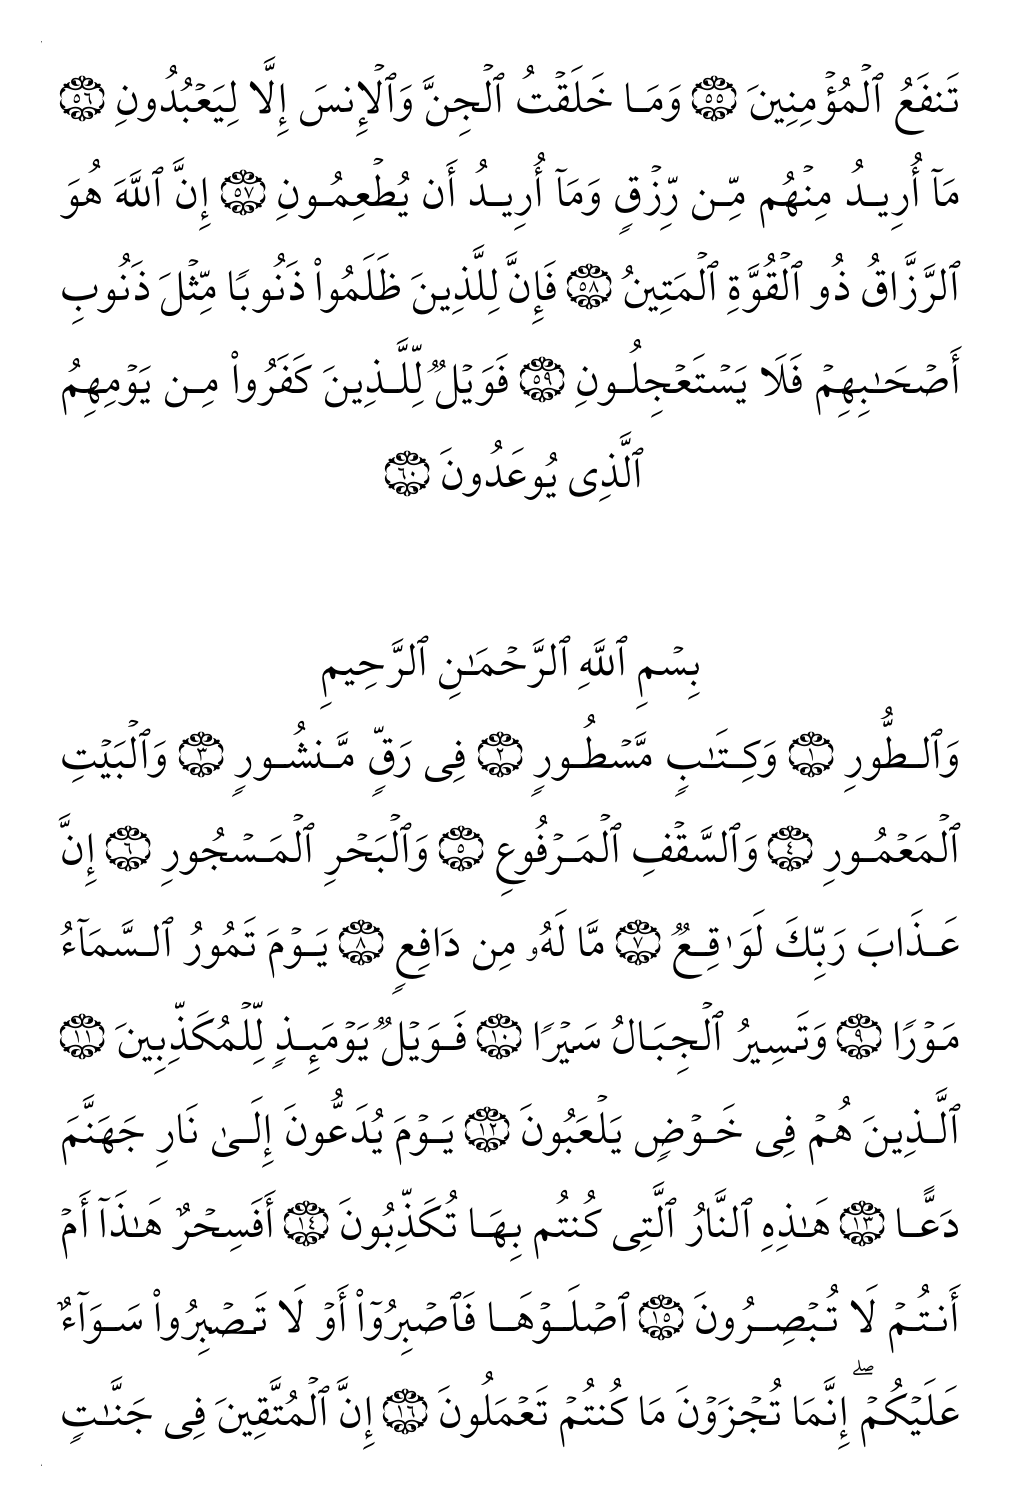 تَنفَعُ ٱلْمُؤْمِنِينَ ۝٥٥ وَمَا خَلَقْتُ ٱلْجِنَّ وَٱلْإِنسَ إِلَّا لِيَعْبُدُونِ ۝٥٦
مَآ أُرِيدُ مِنْهُم مِّن رِّزْقٍ وَمَآ أُرِيدُ أَن يُطْعِمُونِ ۝٥٧ إِنَّ ٱللَّهَ هُوَ
ٱلرَّزَّاقُ ذُو ٱلْقُوَّةِ ٱلْمَتِينُ ۝٥٨ فَإِنَّ لِلَّذِينَ ظَلَمُوا۟ ذَنُوبًا مِّثْلَ ذَنُوبِ
أَصْحَـٰبِهِمْ فَلَا يَسْتَعْجِلُونِ ۝٥٩ فَوَيْلٌ لِّلَّذِينَ كَفَرُوا۟ مِن يَوْمِهِمُ
ٱلَّذِى يُوعَدُونَ ۝٦٠
بِسْمِ ٱللَّهِ ٱلرَّحْمَـٰنِ ٱلرَّحِيمِ
وَٱلطُّورِ ۝١ وَكِتَـٰبٍ مَّسْطُورٍ ۝٢ فِى رَقٍّ مَّنشُورٍ ۝٣ وَٱلْبَيْتِ
ٱلْمَعْمُورِ ۝٤ وَٱلسَّقْفِ ٱلْمَرْفُوعِ ۝٥ وَٱلْبَحْرِ ٱلْمَسْجُورِ ۝٦ إِنَّ
عَذَابَ رَبِّكَ لَوَٰقِعٌ ۝٧ مَّا لَهُۥ مِن دَافِعٍ ۝٨ يَوْمَ تَمُورُ ٱلسَّمَآءُ
مَوْرًا ۝٩ وَتَسِيرُ ٱلْجِبَالُ سَيْرًا ۝١٠ فَوَيْلٌ يَوْمَئِذٍ لِّلْمُكَذِّبِينَ ۝١١
ٱلَّذِينَ هُمْ فِى خَوْضٍ يَلْعَبُونَ ۝١٢ يَوْمَ يُدَعُّونَ إِلَىٰ نَارِ جَهَنَّمَ
دَعًّا ۝١٣ هَـٰذِهِ ٱلنَّارُ ٱلَّتِى كُنتُم بِهَا تُكَذِّبُونَ ۝١٤ أَفَسِحْرٌ هَـٰذَآ أَمْ
أَنتُمْ لَا تُبْصِرُونَ ۝١٥ ٱصْلَوْهَا فَٱصْبِرُوٓا۟ أَوْ لَا تَصْبِرُوا۟ سَوَآءٌ
عَلَيْكُمْ ۖ إِنَّمَا تُجْزَوْنَ مَا كُنتُمْ تَعْمَلُونَ ۝١٦ إِنَّ ٱلْمُتَّقِينَ فِى جَنَّـٰتٍ